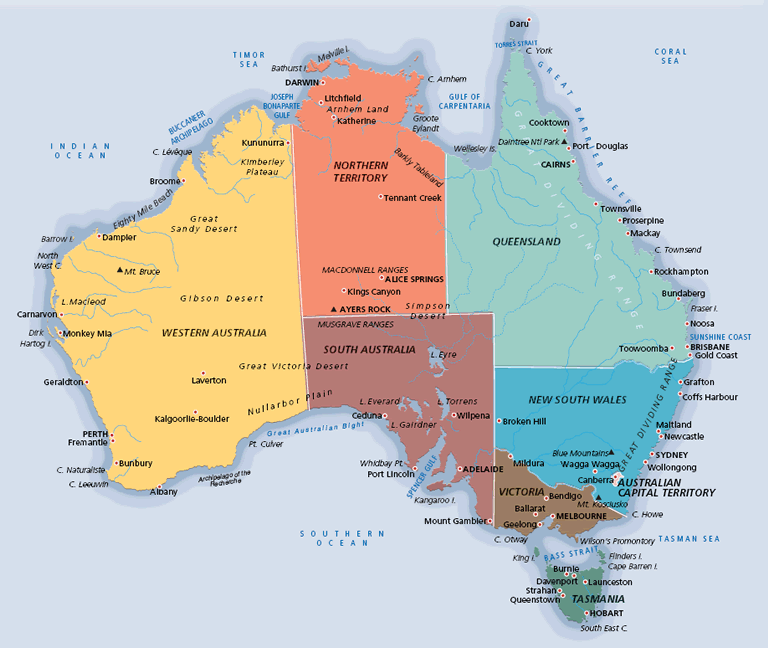 Daru
TORRES STRAIT
C. York
TIMOR
SEA
CORAL
SEA
Melville I.
Bathurst I.
DARWIN
C. Arnhem
GULF OF
CARPENTARIA
JOSEPH
BONAPARTE
GULF
Litchfield
Arnhem Land
Katherine
Groote
Eylandt
GREAT BARRIER REEF
BUCCANEER
ARCHIPELAGO
INDIAN
OCEAN
C. Lévêque
Kununurra
Kimberley
Plateau
Broome
Eighty Mile Beach
NORTHERN
TERRITORY
Barkly Tableland
Wellesley Is.
Cooktown
Daintree Ntl Park
Port Douglas
CAIRNS
GREAT DIVIDING RANGE
Tennant Creek
Townsville
Proserpine
Mackay
Great
Sandy Desert
Barrow I.
Dampler
QUEENSLAND
C. Townsend
North
West C.
Mt. Bruce
MACDONNELL RANGES
ALICE SPRINGS
Kings Canyon
Rockhampton
L. Macleod
Gibson Desert
AYERS ROCK
Simpson
Desert
Bundaberg
Fraser I.
Carnarvon
Dirk
Hartog I.
Monkey Mia
WESTERN AUSTRALIA
MUSGRAVE RANGES
Noosa
SUNSHINE COAST
SOUTH AUSTRALIA
L. Eyre
Toowoomba
BRISBANE
Gold Coast
Great Victoria Desert
Geraldton
Laverton
Grafton
Coffs Harbour
NEW SOUTH WALES
GREAT DIVIDING RANGE
Nullarbor Plain
L. Everard
L. Torrens
Kalgoorlie-Boulder
Ceduna
L. Gairdner
Wilpena
Broken Hill
Great Australian Bight
Maitland
Newcastle
PERTH
Fremantle
Pt. Culver
Blue Mountains
SYDNEY
Bunbury
Whidbey Pt.
Port Lincoln
SPENCER GULF
ADELAIDE
Mildura
Wagga Wagga
Wollongong
C. Naturaliste
C. Leeuwin
Albany
Archipelago of the
Recherche
Canberra
AUSTRALIAN
CAPITAL TERRITORY
Kangaroo I.
VICTORIA
Bendigo
Mt. Kosciusko
Ballarat
MELBOURNE
C. Howe
Mount Gambier
Geelong
SOUTHERN
OCEAN
C. Otway
Wilson's Promontory
TASMAN SEA
King I.
BASS STRAIT
Flinders I.
Cape Barren I.
Burnie
Davenport
Launceston
Strahan
Queenstown
TASMANIA
HOBART
South East C.